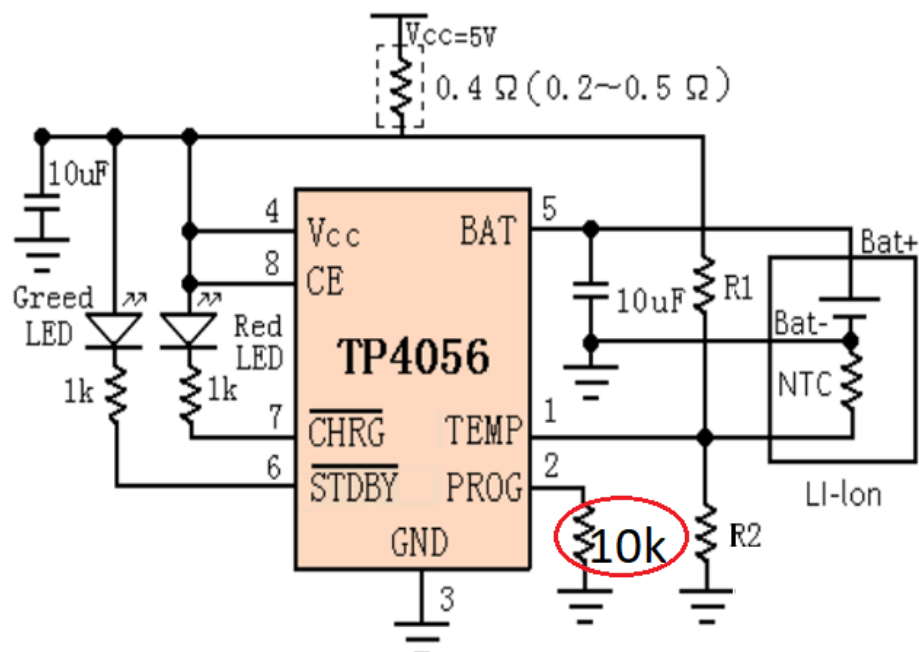 Vcc=5V
0.4 Ω(0.2～0.5 Ω)
10uF
4
Vcc
BAT
5
Bat+
8
CE
Greed
LED
Red
LED
10uF
R1
Bat-
TP4056
1k
1k
NTC
7
CHRG
TEMP
1
6
STDBY
PROG
2
LI-Ion
GND
10k
R2
3